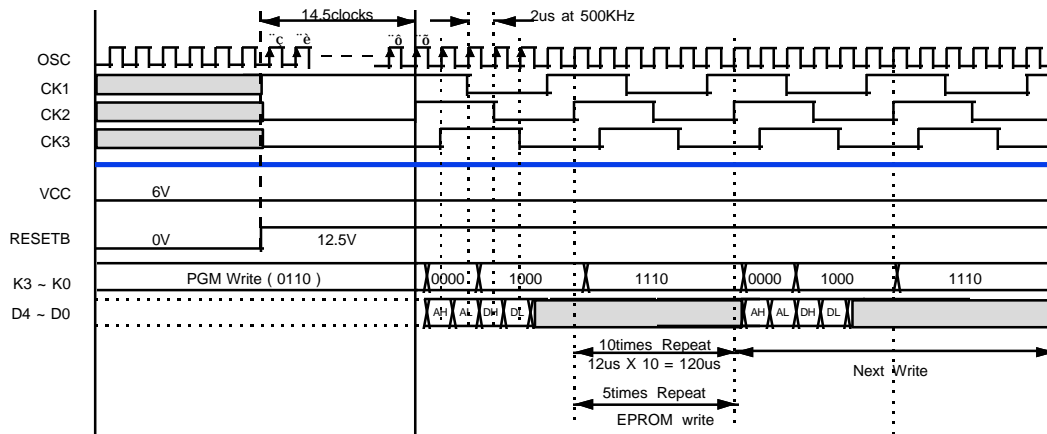 14.5clocks
2us at 500KHz
¨ç ¨è ¨ô ¨õ
OSC
CK1
CK2
CK3
VCC 6V
RESETB 0V 12.5V
K3 ~ K0 PGM Write ( 0110 ) 0000 1000 1110 0000 1000 1110
D4 ~ D0 AH AL DH DL AH AL DH DL
10times Repeat
12us X 10 = 120us
Next Write
5times Repeat
EPROM write